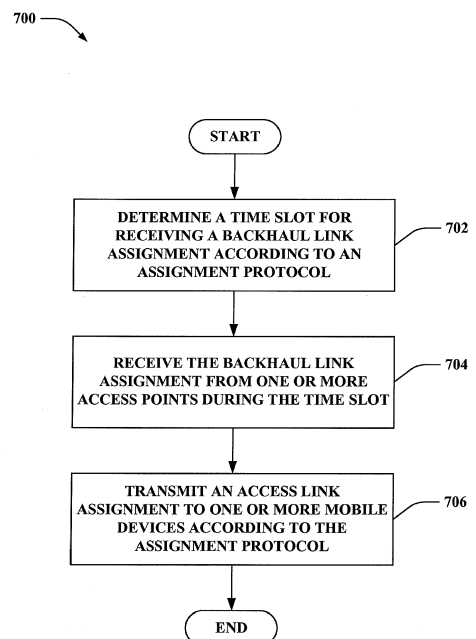 700
START
DETERMINE A TIME SLOT FOR
RECEIVING A BACKHAUL LINK
ASSIGNMENT ACCORDING TO AN
ASSIGNMENT PROTOCOL
702
RECEIVE THE BACKHAUL LINK
ASSIGNMENT FROM ONE OR MORE
ACCESS POINTS DURING THE TIME SLOT
704
TRANSMIT AN ACCESS LINK
ASSIGNMENT TO ONE OR MORE MOBILE
DEVICES ACCORDING TO THE
ASSIGNMENT PROTOCOL
706
END